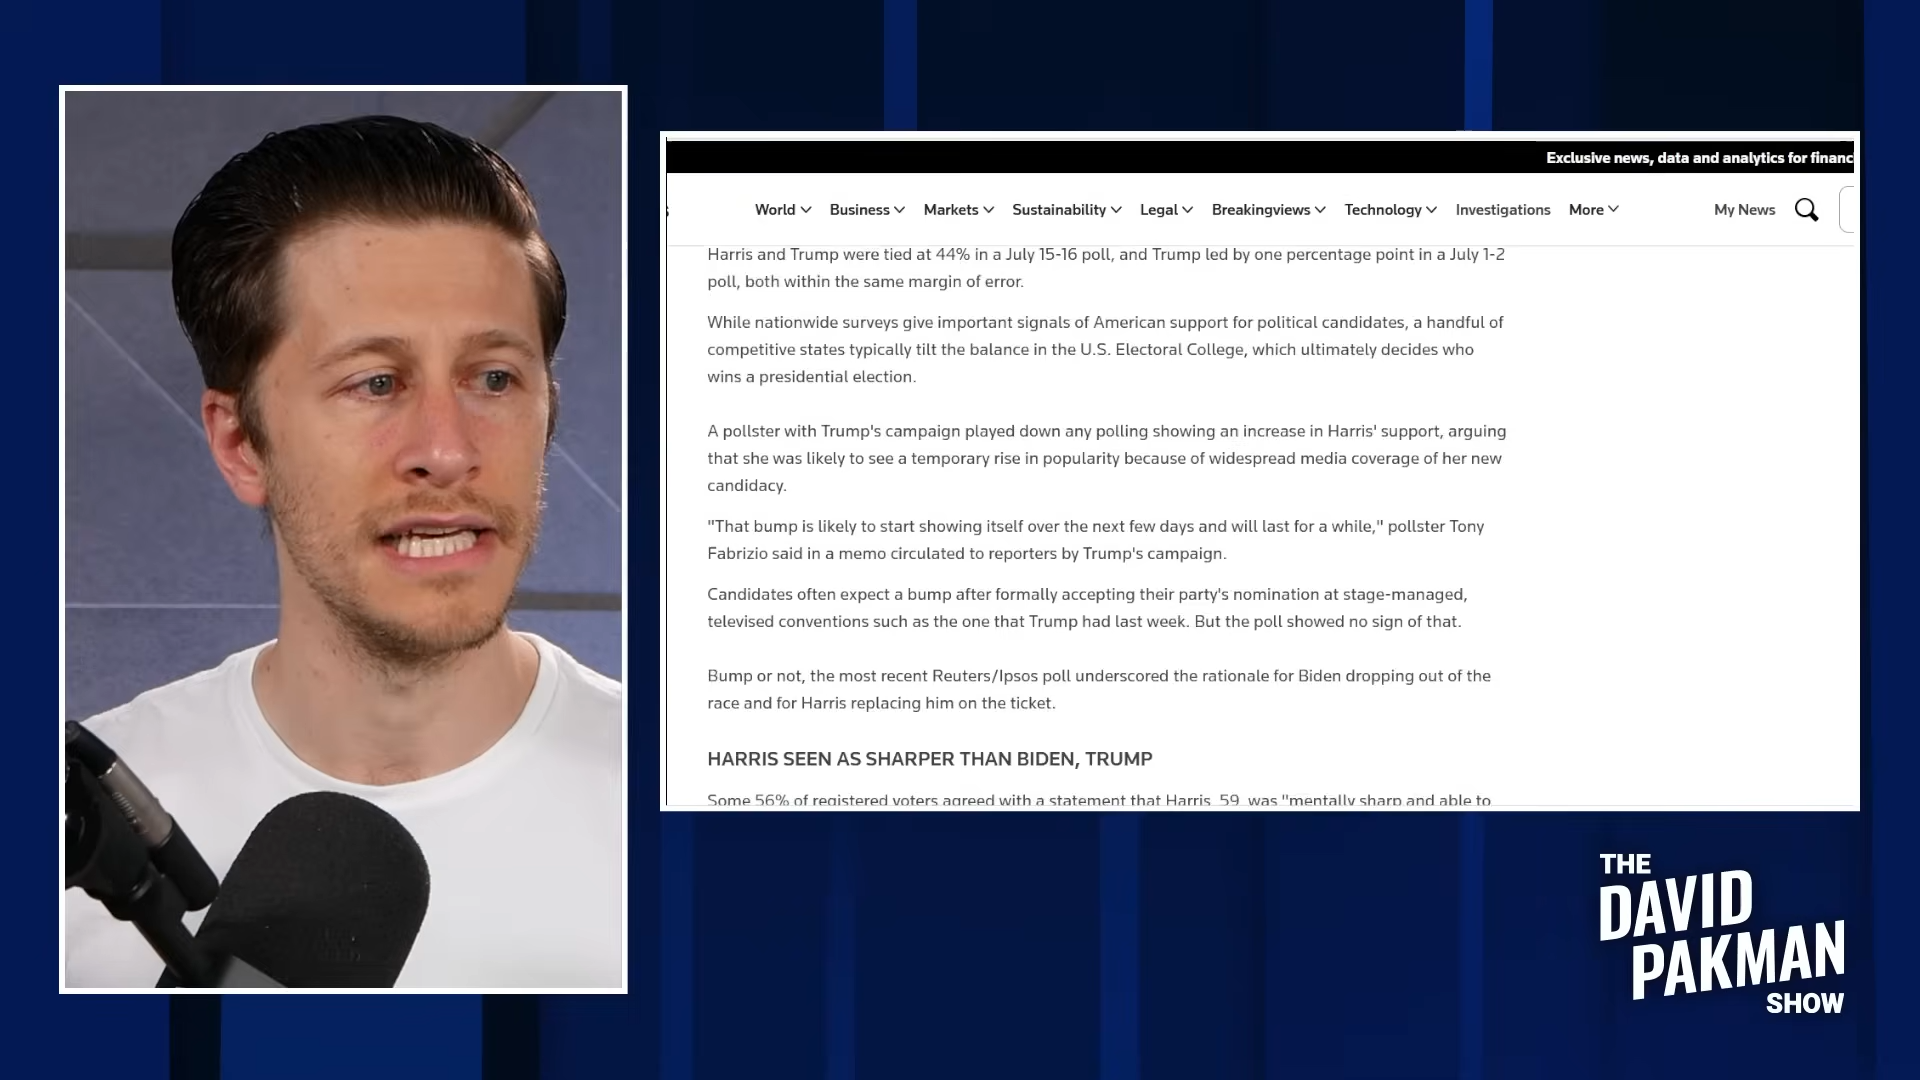 Exclusive news, data and analytics for financ
World
Business
Markets
Sustainability
Legal
Breakingviews
Technology
Investigations
More
My News
Harris and Trump were tied at 44% in a July 15-16 poll, and Trump led by one percentage point in a July 1-2
poll, both within the same margin of error.
While nationwide surveys give important signals of American support for political candidates, a handful of
competitive states typically tilt the balance in the U.S. Electoral College, which ultimately decides who
wins a presidential election.
A pollster with Trump's campaign played down any polling showing an increase in Harris' support, arguing
that she was likely to see a temporary rise in popularity because of widespread media coverage of her new
candidacy.
"That bump is likely to start showing itself over the next few days and will last for a while," pollster Tony
Fabrizio said in a memo circulated to reporters by Trump's campaign.
Candidates often expect a bump after formally accepting their party's nomination at stage-managed,
televised conventions such as the one that Trump had last week. But the poll showed no sign of that.
Bump or not, the most recent Reuters/Ipsos poll underscored the rationale for Biden dropping out of the
race and for Harris replacing him on the ticket.
HARRIS SEEN AS SHARPER THAN BIDEN, TRUMP
Some 56% of registered voters agreed with a statement that Harris, 59, was "mentally sharp and able to
THE
DAVID
PAKMAN
SHOW